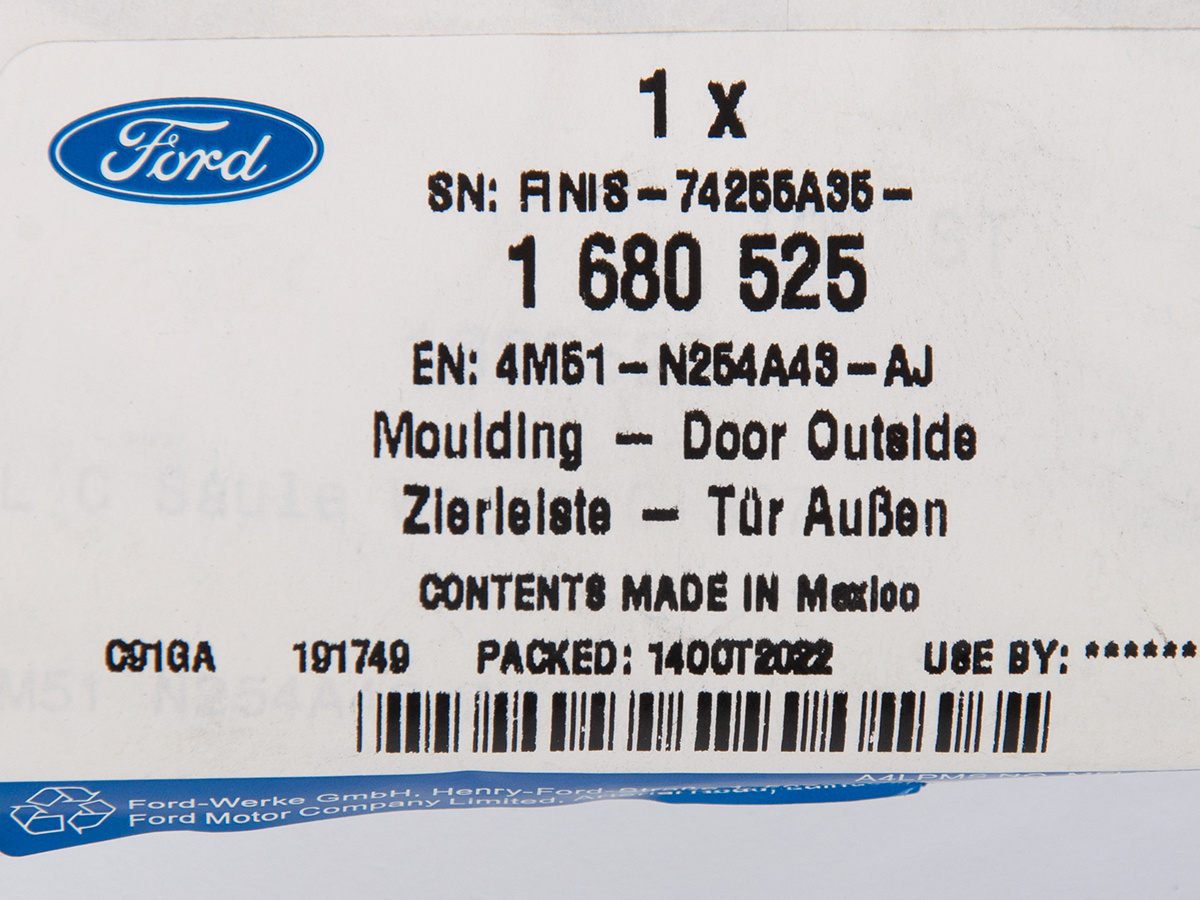 Ford
1 x
SN: FINIS-74255A35-
1 680 525
EN: 4M51-N254A43-AJ
Moulding - Door Outside
Zierleiste - Tür Außen
CONTENTS MADE IN Mexico
C91GA 191749 PACKED: 14OCT2022 USE BY: *******
Ford-Werke GmbH, Henry-Ford-
Ford Motor Company Limited,